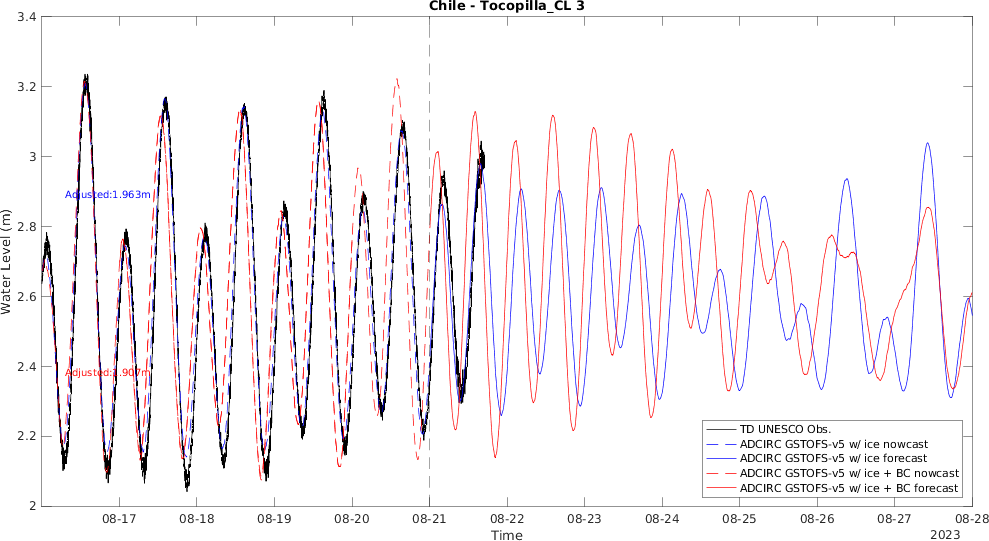 Chile - Tocopilla_CL 3
3.4
3.2
3
2.8
2.6
2.4
2.2
2
Water Level (m)
Adjusted:1.963m
Adjusted:1.907m
TD UNESCO Obs.
ADCIRC GSTOFS-v5 w/ ice nowcast
ADCIRC GSTOFS-v5 w/ ice forecast
ADCIRC GSTOFS-v5 w/ ice + BC nowcast
ADCIRC GSTOFS-v5 w/ ice + BC forecast
08-17 08-18 08-19 08-20 08-21 08-22 08-23 08-24 08-25 08-26 08-27 08-28
Time
2023